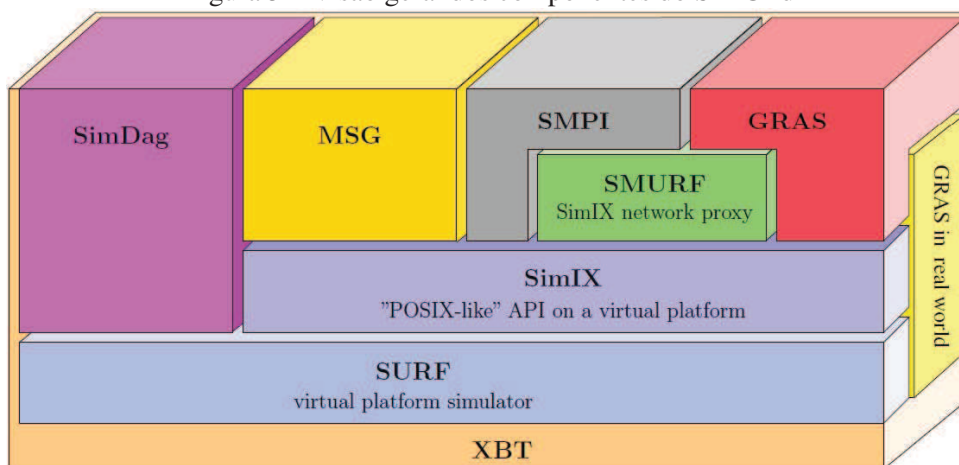 SimDag
MSG
SMPI
GRAS
SMURF
SimIX network proxy
GRAS in real world
SimIX
"POSIX-like" API on a virtual platform
SURF
virtual platform simulator
XBT